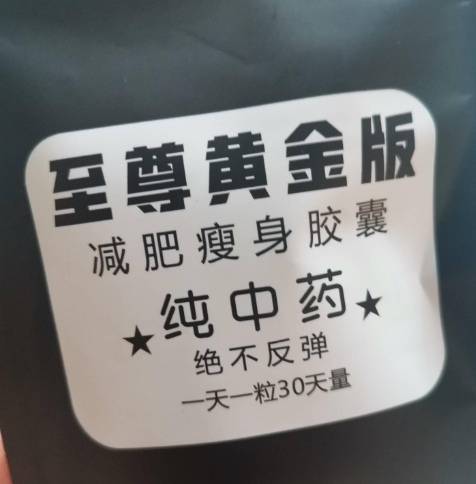 至尊黄金版
减肥瘦身胶囊
★纯中药★
绝不反弹
一天一粒30天量